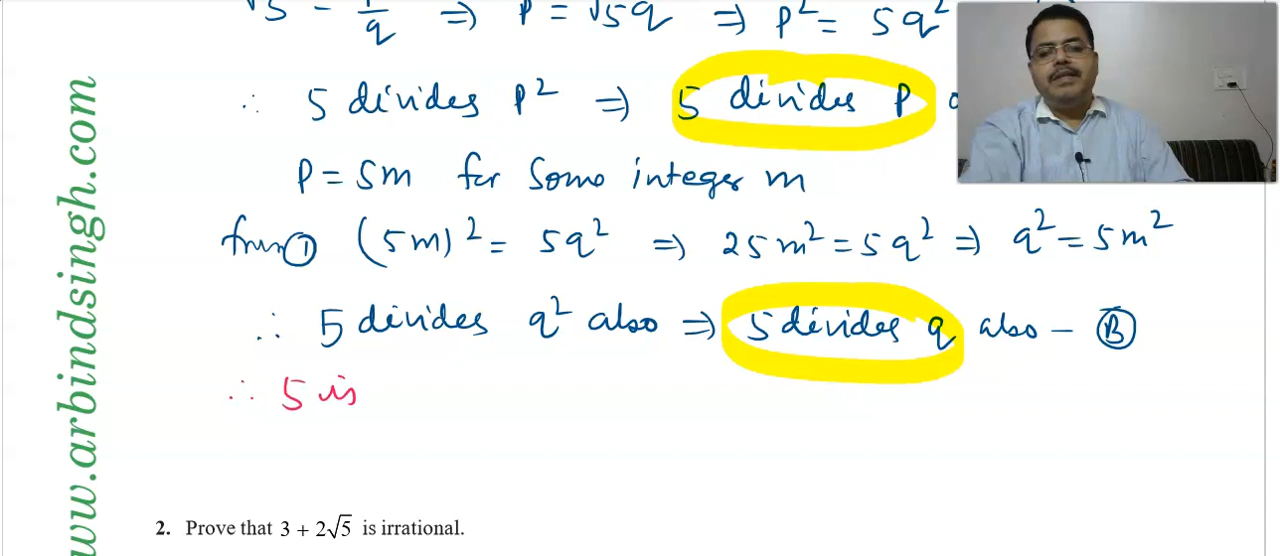 √5 = p/q ⇒ p = √5q ⇒ p² = 5q²
∴ 5 divides p² ⇒ 5 divides p
p = 5m for some integer m
from ① (5m)² = 5q² ⇒ 25m² = 5q² ⇒ q² = 5m²
∴ 5 divides q² also ⇒ 5 divides q also – Ⓑ
∴ 5 is
2. Prove that 3 + 2√5 is irrational.
ww.arbindsingh.com